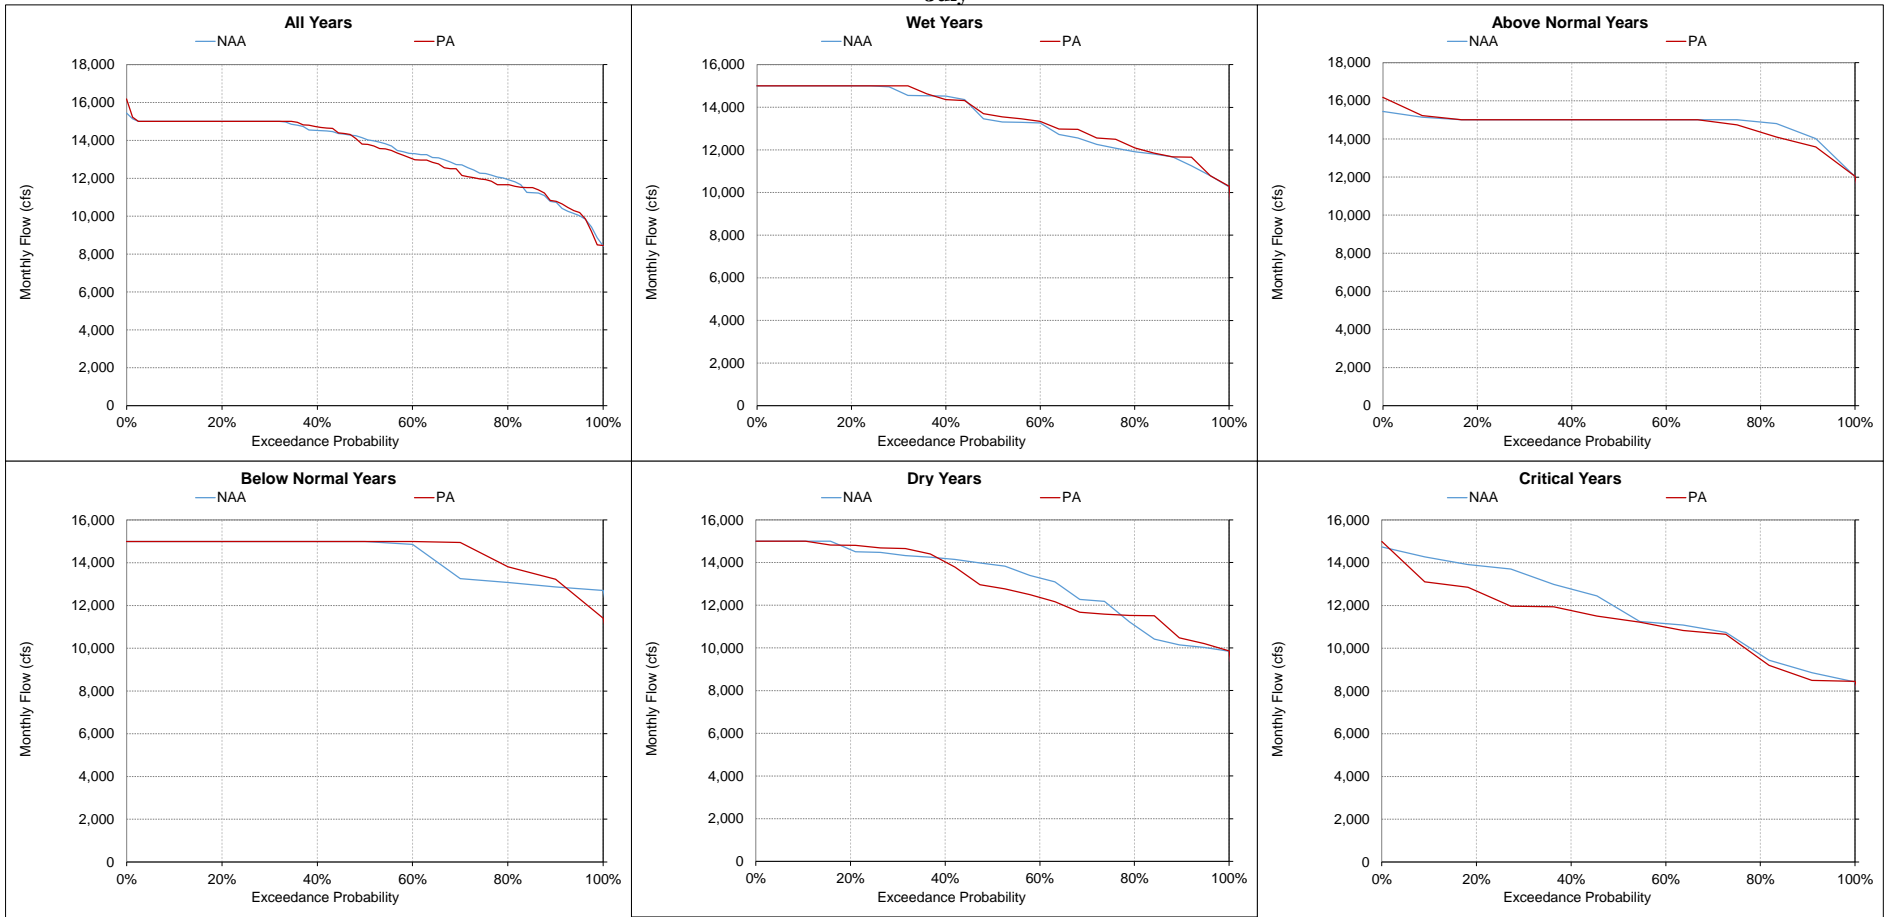 All Years
NAA PA
18,000
16,000
14,000
12,000
10,000
8,000
6,000
4,000
2,000
0
Monthly Flow (cfs)
0% 20% 40% 60% 80% 100%
Exceedance Probability
Wet Years
NAA PA
16,000
14,000
12,000
10,000
8,000
6,000
4,000
2,000
0
Monthly Flow (cfs)
0% 20% 40% 60% 80% 100%
Exceedance Probability
Above Normal Years
NAA PA
18,000
16,000
14,000
12,000
10,000
8,000
6,000
4,000
2,000
0
Monthly Flow (cfs)
0% 20% 40% 60% 80% 100%
Exceedance Probability
Below Normal Years
NAA PA
16,000
14,000
12,000
10,000
8,000
6,000
4,000
2,000
0
Monthly Flow (cfs)
0% 20% 40% 60% 80% 100%
Exceedance Probability
Dry Years
NAA PA
16,000
14,000
12,000
10,000
8,000
6,000
4,000
2,000
0
Monthly Flow (cfs)
0% 20% 40% 60% 80% 100%
Exceedance Probability
Critical Years
NAA PA
16,000
14,000
12,000
10,000
8,000
6,000
4,000
2,000
0
Monthly Flow (cfs)
0% 20% 40% 60% 80% 100%
Exceedance Probability